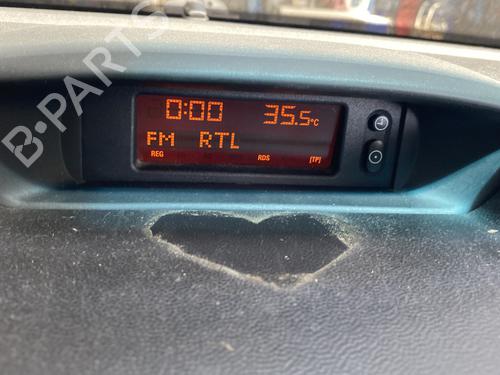 B-PARTS
0:00 35.5°C
FM RTL
REG RDS [TP]